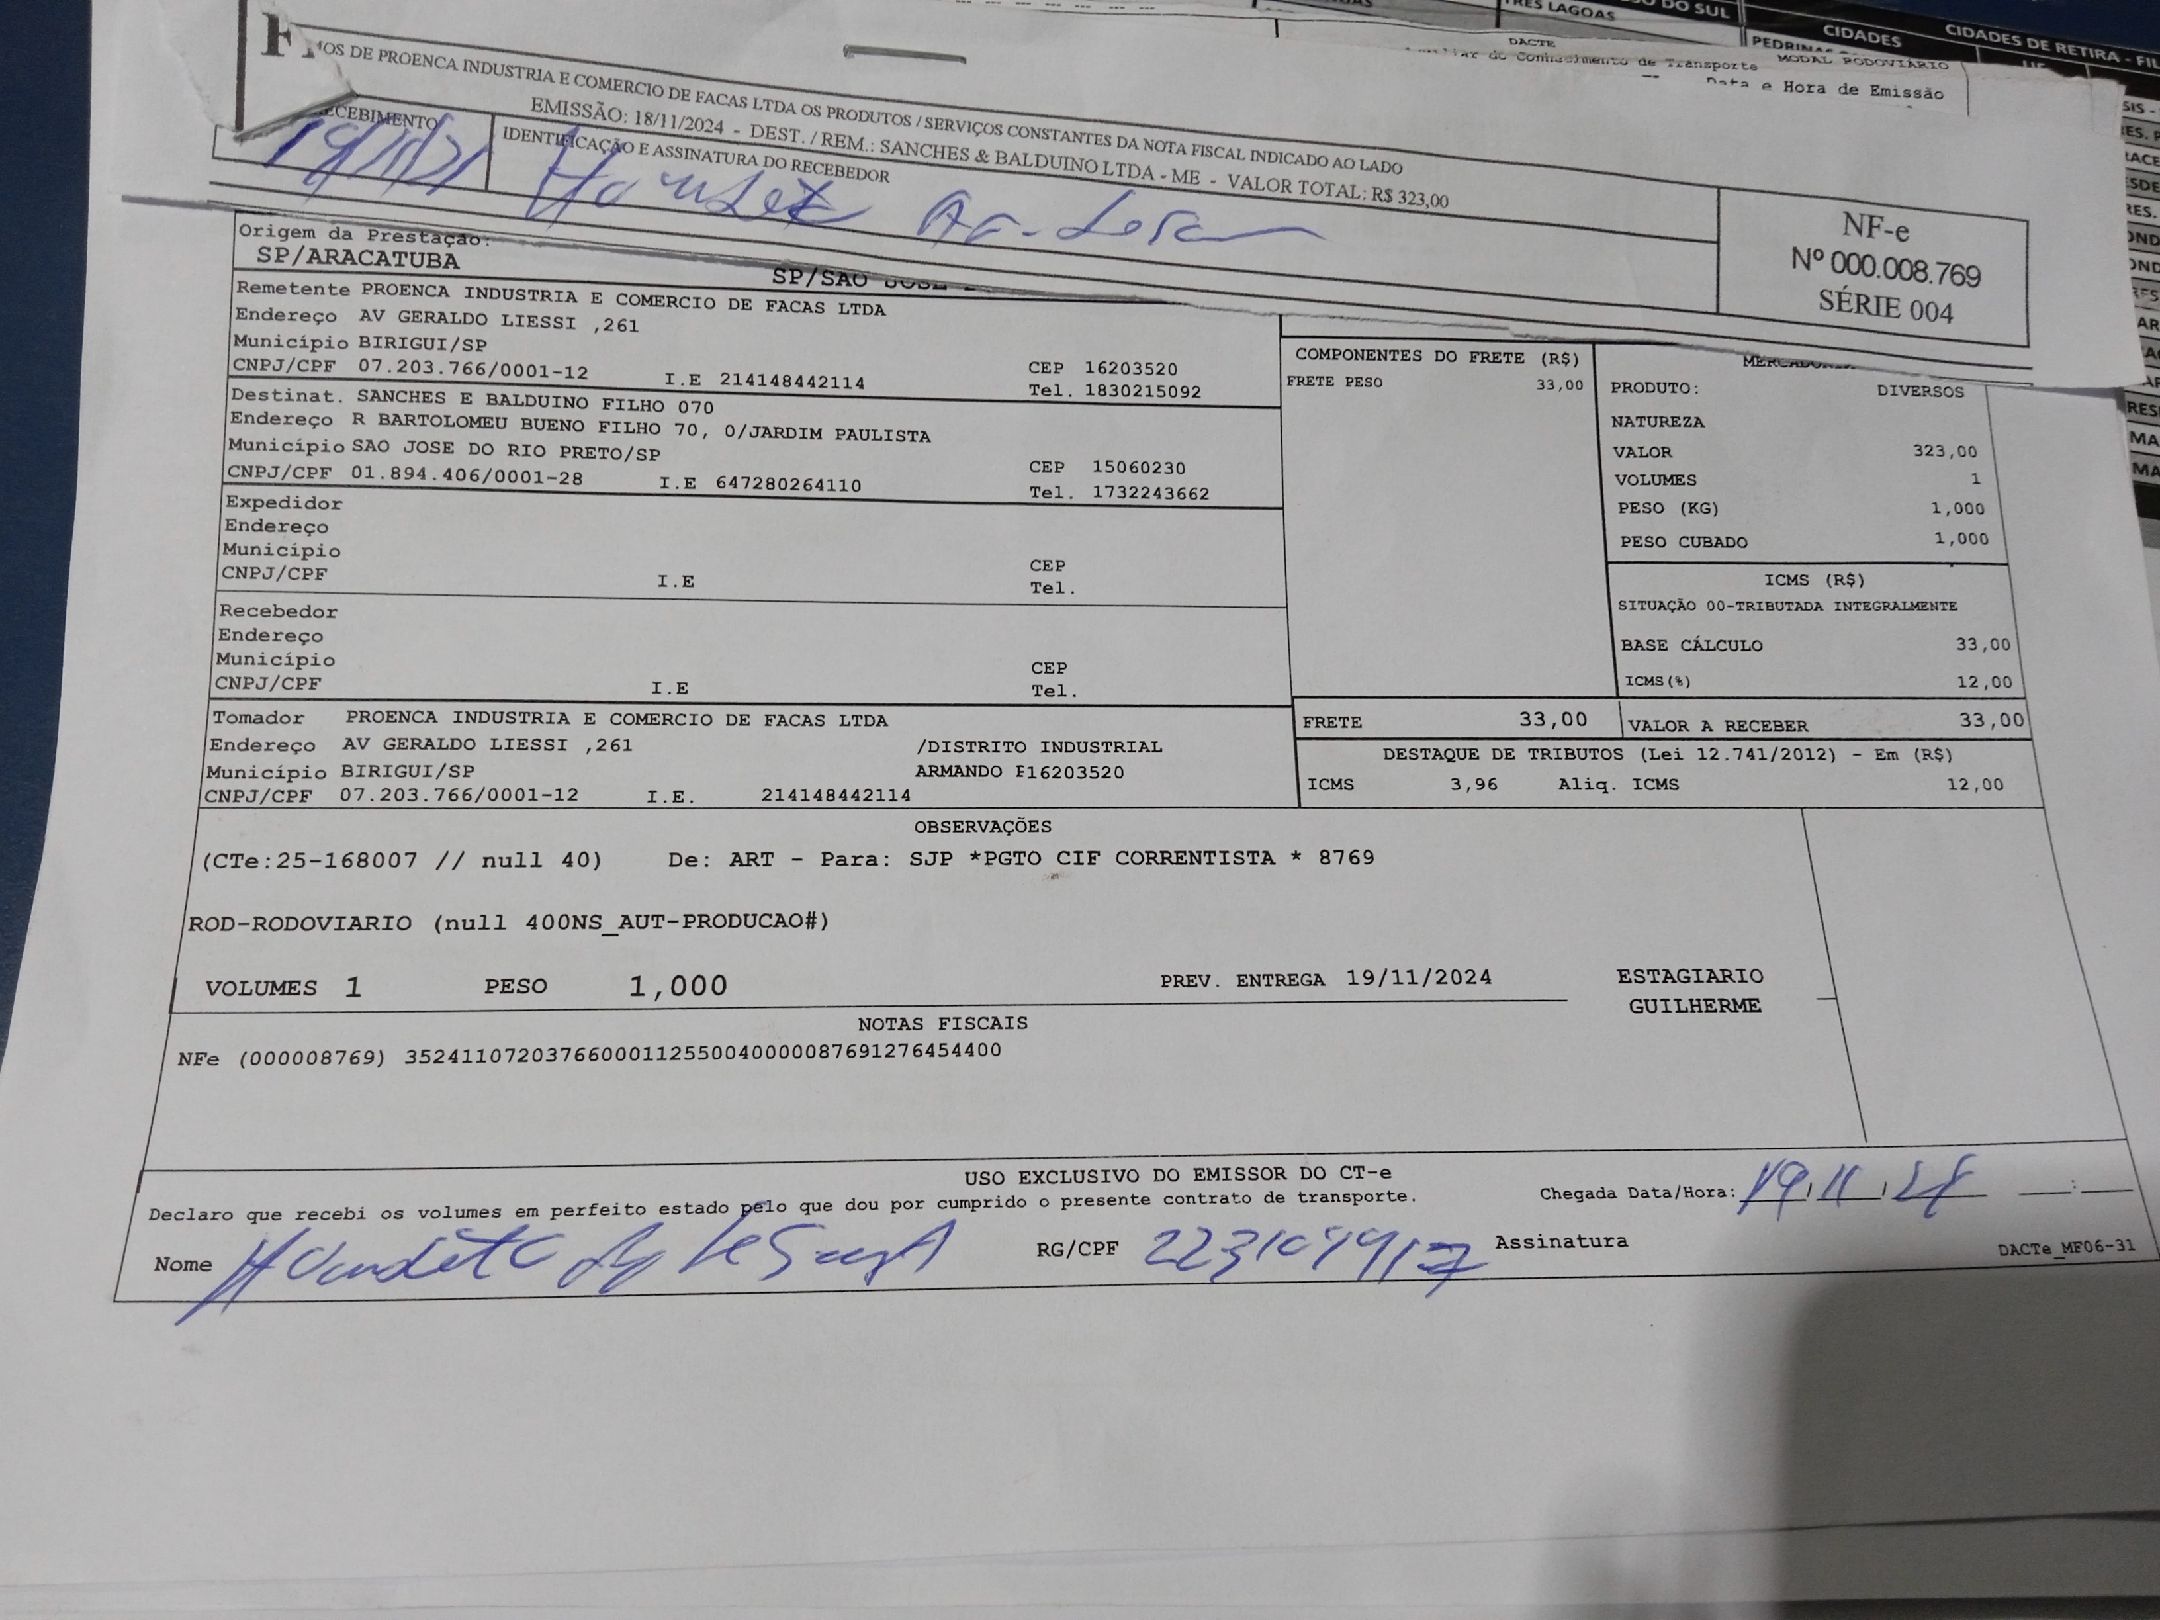 TRES LAGOAS
DO SUL
CIDADES
CIDADES DE RETIRA - FIL
DACTE
do Conhecimento de Transporte
MODAL RODOVIÁRIO
Data e Hora de Emissão
MOS DE PROENCA INDUSTRIA E COMERCIO DE FACAS LTDA OS PRODUTOS / SERVIÇOS CONSTANTES DA NOTA FISCAL INDICADO AO LADO
EMISSÃO: 18/11/2024 - DEST. / REM.: SANCHES & BALDUINO LTDA - ME - VALOR TOTAL: R$ 323,00
ECEBIMENTO
IDENTIFICAÇÃO E ASSINATURA DO RECEBEDOR
NF-e
Nº 000.008.769
SÉRIE 004
Origem da Prestação:
SP/ARACATUBA
SP/SAO JOSE
Remetente PROENCA INDUSTRIA E COMERCIO DE FACAS LTDA
Endereço AV GERALDO LIESSI ,261
Município BIRIGUI/SP
CEP 16203520
CNPJ/CPF 07.203.766/0001-12 I.E 214148442114 Tel. 1830215092
Destinat. SANCHES E BALDUINO FILHO 070
Endereço R BARTOLOMEU BUENO FILHO 70, 0/JARDIM PAULISTA
Município SAO JOSE DO RIO PRETO/SP CEP 15060230
CNPJ/CPF 01.894.406/0001-28 I.E 647280264110 Tel. 1732243662
Expedidor
Endereço
Município CEP
CNPJ/CPF I.E Tel.
Recebedor
Endereço
Município CEP
CNPJ/CPF I.E Tel.
Tomador PROENCA INDUSTRIA E COMERCIO DE FACAS LTDA
Endereço AV GERALDO LIESSI ,261 /DISTRITO INDUSTRIAL
Município BIRIGUI/SP ARMANDO F16203520
CNPJ/CPF 07.203.766/0001-12 I.E. 214148442114
COMPONENTES DO FRETE (R$)
FRETE PESO 33,00
PRODUTO: DIVERSOS
NATUREZA
VALOR 323,00
VOLUMES 1
PESO (KG) 1,000
PESO CUBADO 1,000
ICMS (R$)
SITUAÇÃO 00-TRIBUTADA INTEGRALMENTE
BASE CÁLCULO 33,00
ICMS(%) 12,00
FRETE 33,00 VALOR A RECEBER 33,00
DESTAQUE DE TRIBUTOS (Lei 12.741/2012) - Em (R$)
ICMS 3,96 Aliq. ICMS 12,00
OBSERVAÇÕES
(CTe:25-168007 // null 40) De: ART - Para: SJP *PGTO CIF CORRENTISTA * 8769
ROD-RODOVIARIO (null 400NS_AUT-PRODUCAO#)
VOLUMES 1 PESO 1,000 PREV. ENTREGA 19/11/2024 ESTAGIARIO
GUILHERME
NOTAS FISCAIS
NFe (000008769) 35241107203766000112550040000087691276454400
USO EXCLUSIVO DO EMISSOR DO CT-e
Declaro que recebi os volumes em perfeito estado pelo que dou por cumprido o presente contrato de transporte.
Chegada Data/Hora: 19 11 24
Nome
RG/CPF
Assinatura
DACTe_MF06-31